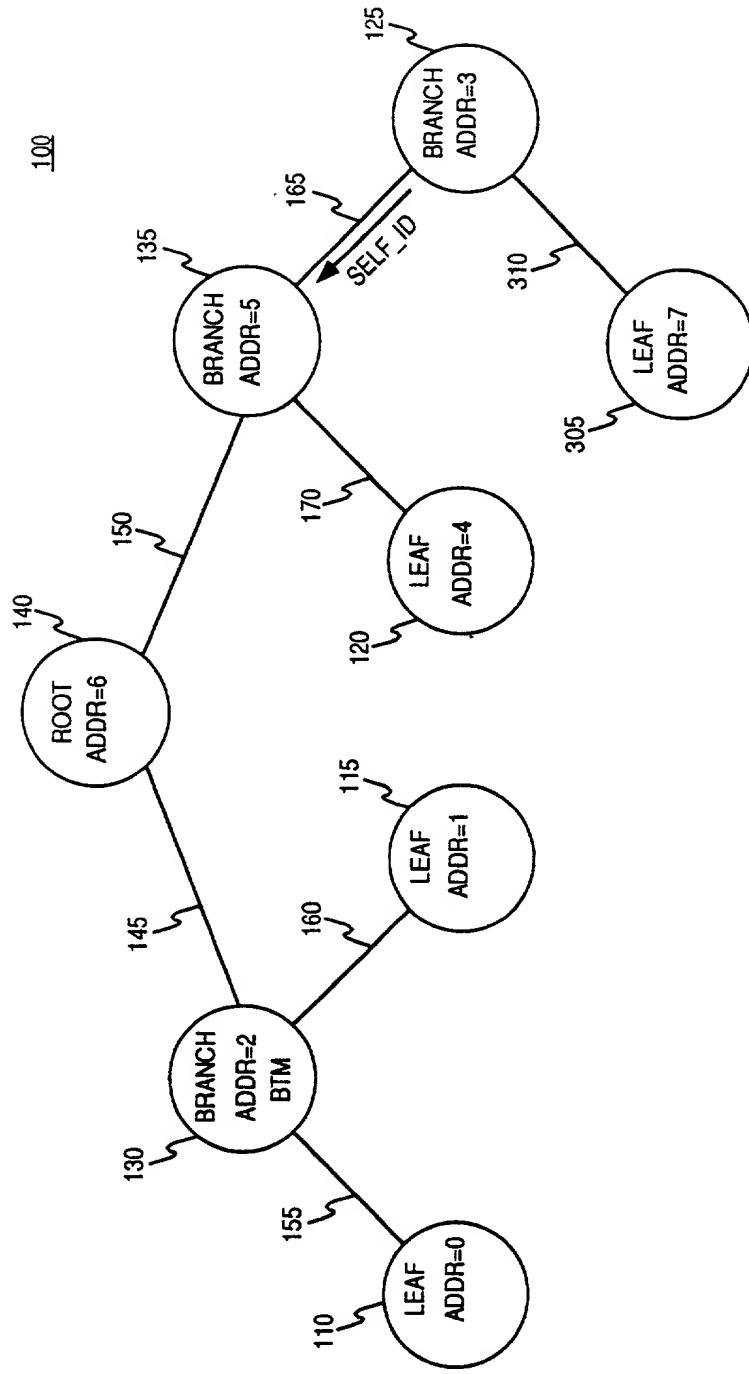 100
140
ROOT
ADDR=6
145
150
130
BRANCH
ADDR=2
BTM
135
BRANCH
ADDR=5
155
160
170
165
SELF_ID
110
LEAF
ADDR=0
115
LEAF
ADDR=1
120
LEAF
ADDR=4
125
BRANCH
ADDR=3
310
305
LEAF
ADDR=7